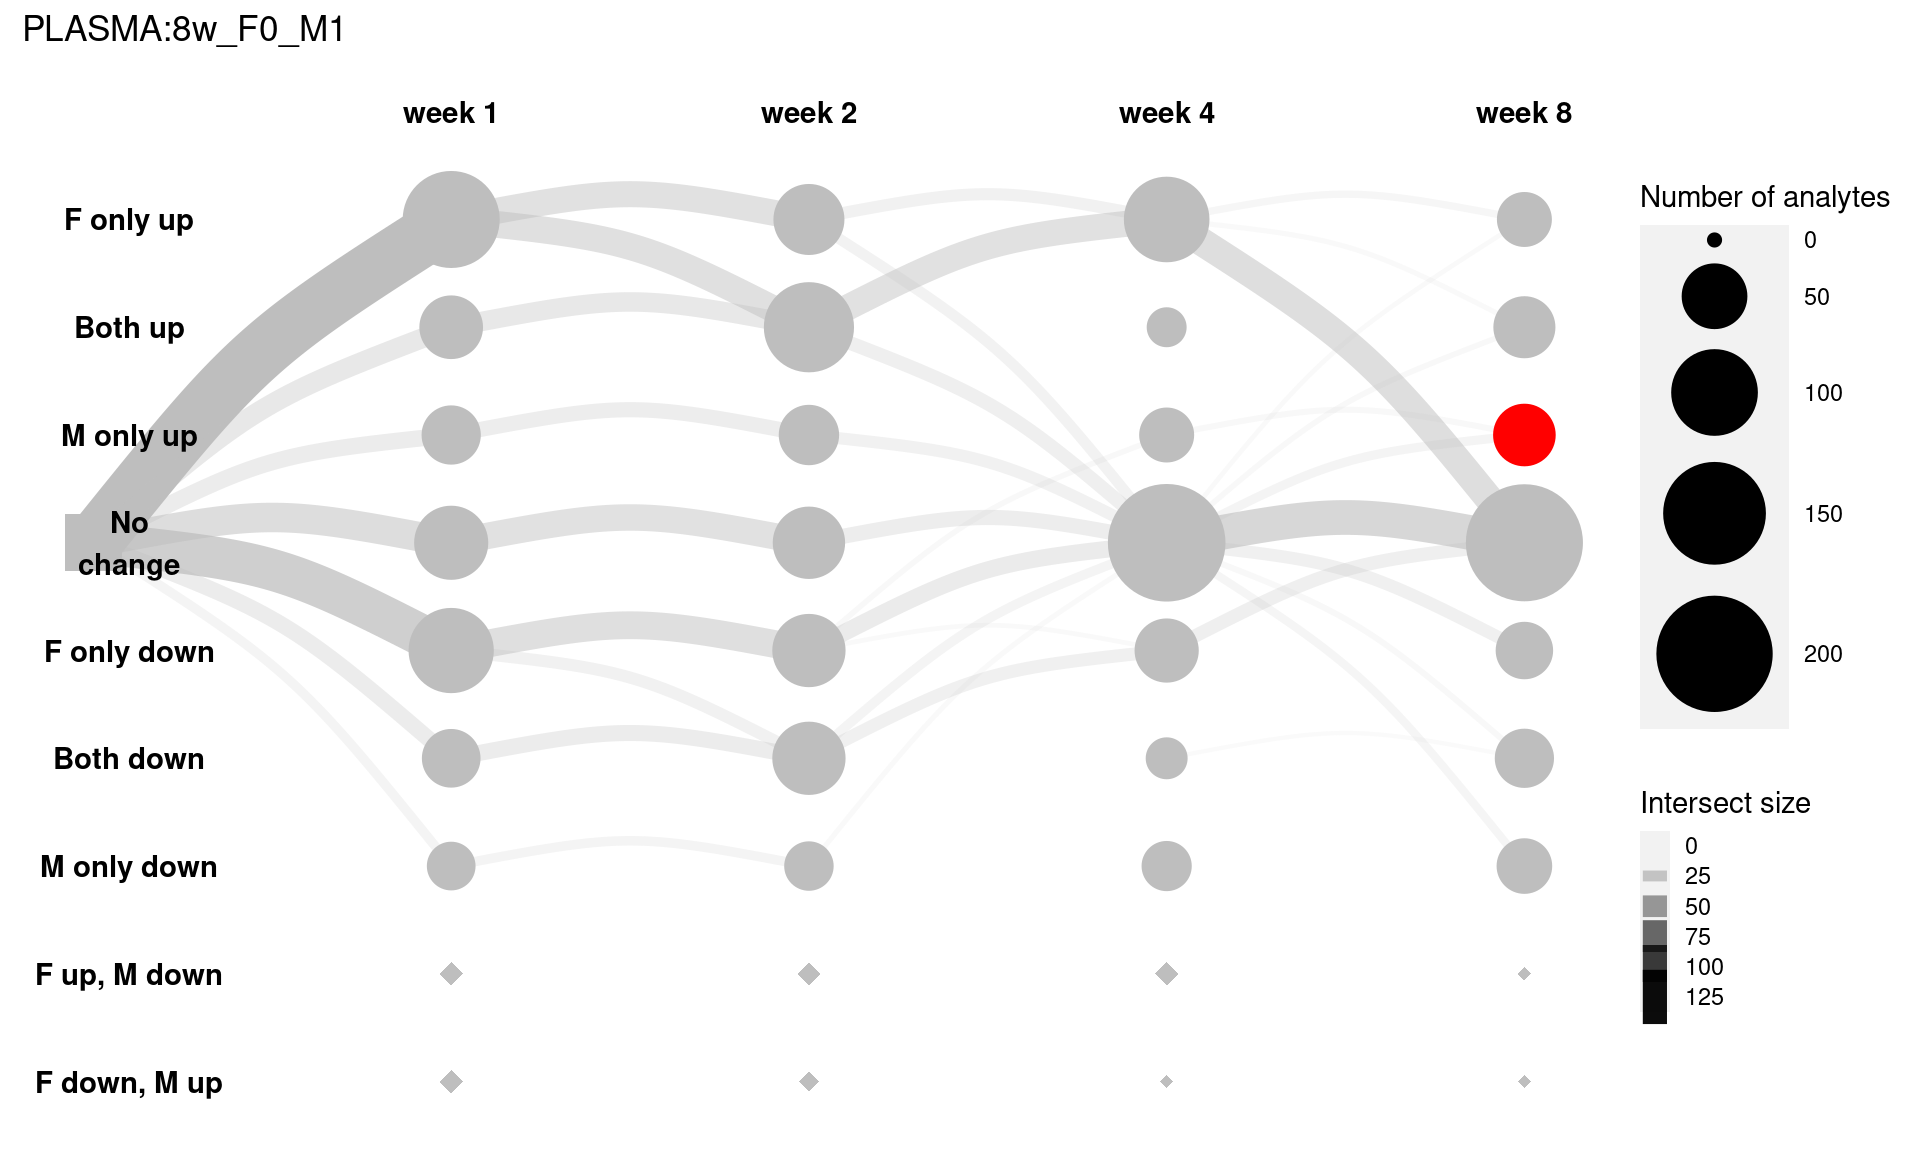 PLASMA:8w_F0_M1
week 1 week 2 week 4 week 8
F only up
Both up
M only up
No
change
F only down
Both down
M only down
F up, M down
F down, M up
Number of analytes
0
50
100
150
200
Intersect size
0
25
50
75
100
125